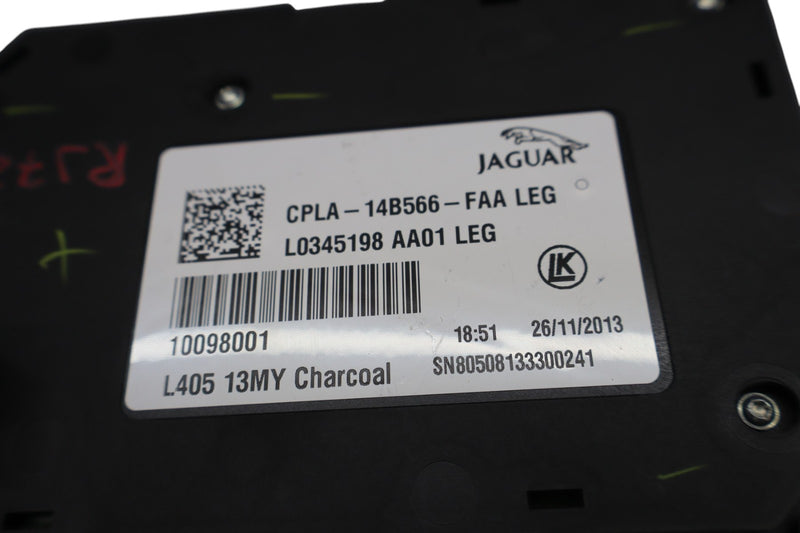 JAGUAR
CPLA-14B566-FAA LEG
L0345198 AA01 LEG
LK
10098001
18:51 26/11/2013
L405 13MY Charcoal
SN80508133300241